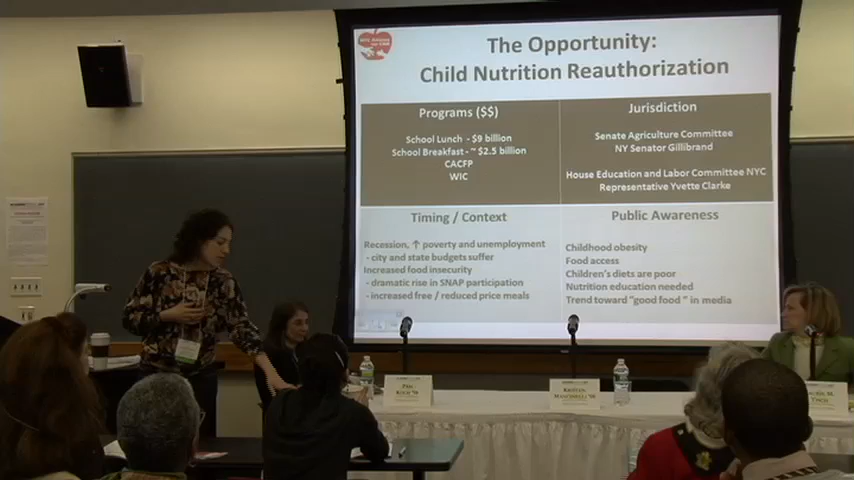 The Opportunity:
Child Nutrition Reauthorization
Programs ($$)
School Lunch - $9 billion
School Breakfast - ~ $2.5 billion
CACFP
WIC
Jurisdiction
Senate Agriculture Committee
NY Senator Gillibrand
House Education and Labor Committee NYC
Representative Yvette Clarke
Timing / Context
Recession, ↑ poverty and unemployment
- city and state budgets suffer
Increased food insecurity
- dramatic rise in SNAP participation
- increased free / reduced price meals
Public Awareness
Childhood obesity
Food access
Children's diets are poor
Nutrition education needed
Trend toward "good food " in media
Kristen
Mancinelli '08